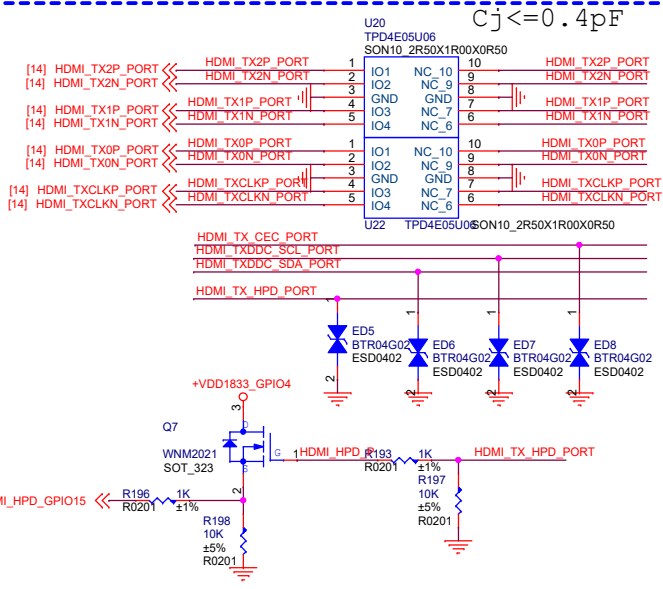 Cj<=0.4pF
U20
TPD4E05U06
SON10_2R50X1R00X0R50
[14] HDMI_TX2P_PORT HDMI_TX2P_PORT 1 IO1 NC_10 10 HDMI_TX2P_PORT
[14] HDMI_TX2N_PORT HDMI_TX2N_PORT 2 IO2 NC_9 9 HDMI_TX2N_PORT
3 GND GND 8
[14] HDMI_TX1P_PORT HDMI_TX1P_PORT 4 IO3 NC_7 7 HDMI_TX1P_PORT
[14] HDMI_TX1N_PORT HDMI_TX1N_PORT 5 IO4 NC_6 6 HDMI_TX1N_PORT
[14] HDMI_TX0P_PORT HDMI_TX0P_PORT 1 IO1 NC_10 10 HDMI_TX0P_PORT
[14] HDMI_TX0N_PORT HDMI_TX0N_PORT 2 IO2 NC_9 9 HDMI_TX0N_PORT
3 GND GND 8
[14] HDMI_TXCLKP_PORT HDMI_TXCLKP_PORT 4 IO3 NC_7 7 HDMI_TXCLKP_PORT
[14] HDMI_TXCLKN_PORT HDMI_TXCLKN_PORT 5 IO4 NC_6 6 HDMI_TXCLKN_PORT
U22 TPD4E05U06 SON10_2R50X1R00X0R50
HDMI_TX_CEC_PORT
HDMI_TXDDC_SCL_PORT
HDMI_TXDDC_SDA_PORT
HDMI_TX_HPD_PORT
1 1 1 1
ED5 ED6 ED7 ED8
BTR04G02 BTR04G02 BTR04G02 BTR04G02
ESD0402 ESD0402 ESD0402 ESD0402
2 2 2 2
+VDD1833_GPIO4
3
D
Q7
WNM2021
SOT_323
G 1 HDMI_HPD_P R193 1K HDMI_TX_HPD_PORT
R0201 ±1%
S
2
R197
10K
±5%
R0201
MI_HPD_GPIO15 R196 1K
R0201 ±1%
R198
10K
±5%
R0201